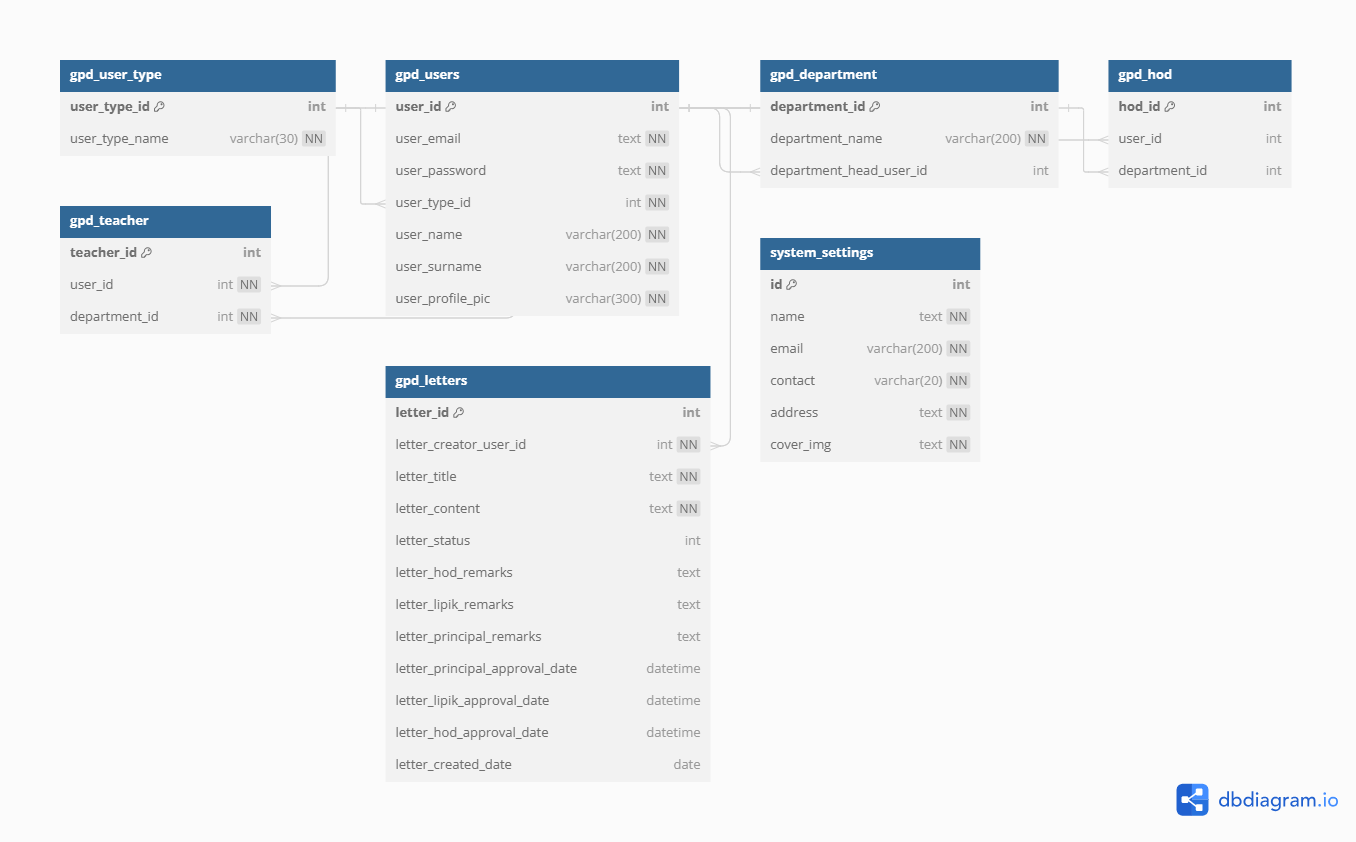 gpd_user_type
user_type_id int
user_type_name varchar(30) NN
gpd_users
user_id int
user_email text NN
user_password text NN
user_type_id int NN
user_name varchar(200) NN
user_surname varchar(200) NN
user_profile_pic varchar(300) NN
gpd_department
department_id int
department_name varchar(200) NN
department_head_user_id int
gpd_hod
hod_id int
user_id int
department_id int
gpd_teacher
teacher_id int
user_id int NN
department_id int NN
system_settings
id int
name text NN
email varchar(200) NN
contact varchar(20) NN
address text NN
cover_img text NN
gpd_letters
letter_id int
letter_creator_user_id int NN
letter_title text NN
letter_content text NN
letter_status int
letter_hod_remarks text
letter_lipik_remarks text
letter_principal_remarks text
letter_principal_approval_date datetime
letter_lipik_approval_date datetime
letter_hod_approval_date datetime
letter_created_date date
dbdiagram.io